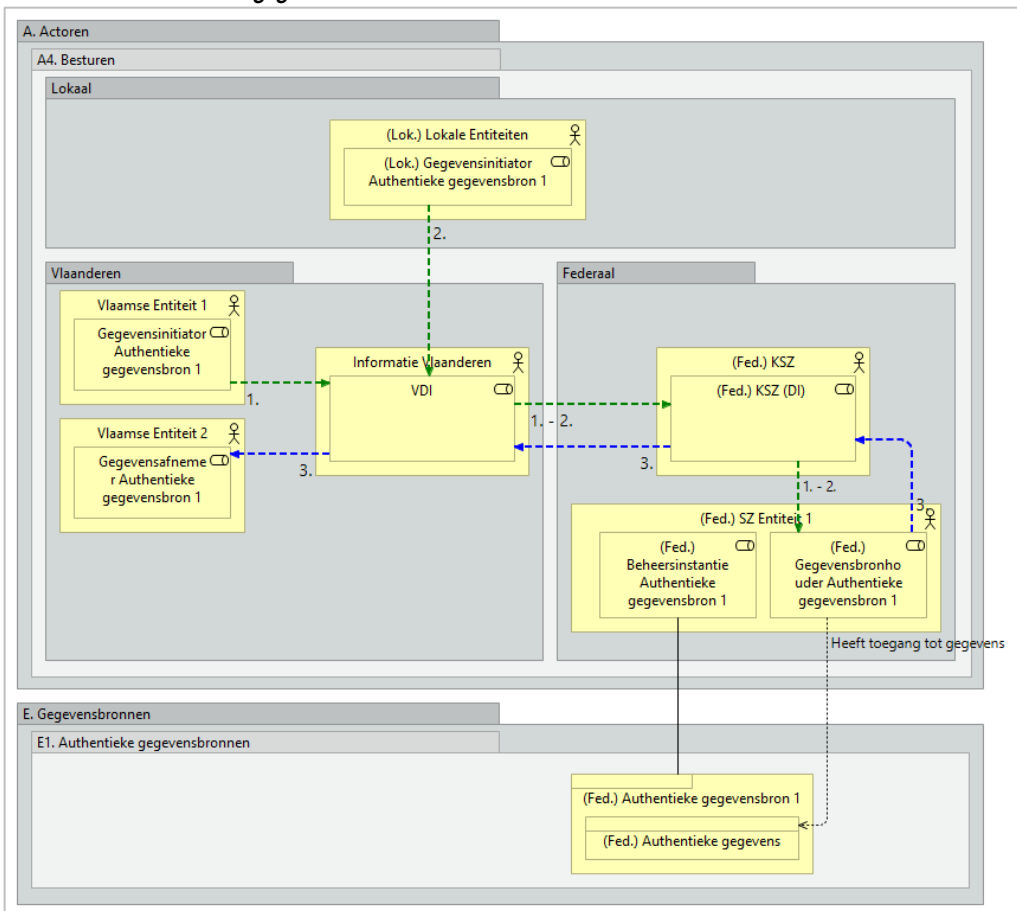 A. Actoren
A4. Besturen
Lokaal
(Lok.) Lokale Entiteiten
(Lok.) Gegevensinitiator
Authentieke gegevensbron 1
2.
Vlaanderen
Vlaamse Entiteit 1
Gegevensinitiator
Authentieke
gegevensbron 1
1.
Vlaamse Entiteit 2
Gegevensafneme
r Authentieke
gegevensbron 1
3.
Informatie Vlaanderen
VDI
1. - 2.
3.
Federaal
(Fed.) KSZ
(Fed.) KSZ (DI)
1. - 2.
3.
(Fed.) SZ Entiteit 1
(Fed.)
Beheersinstantie
Authentieke
gegevensbron 1
(Fed.)
Gegevensbronho
uder Authentieke
gegevensbron 1
Heeft toegang tot gegevens
E. Gegevensbronnen
E1. Authentieke gegevensbronnen
(Fed.) Authentieke gegevensbron 1
(Fed.) Authentieke gegevens